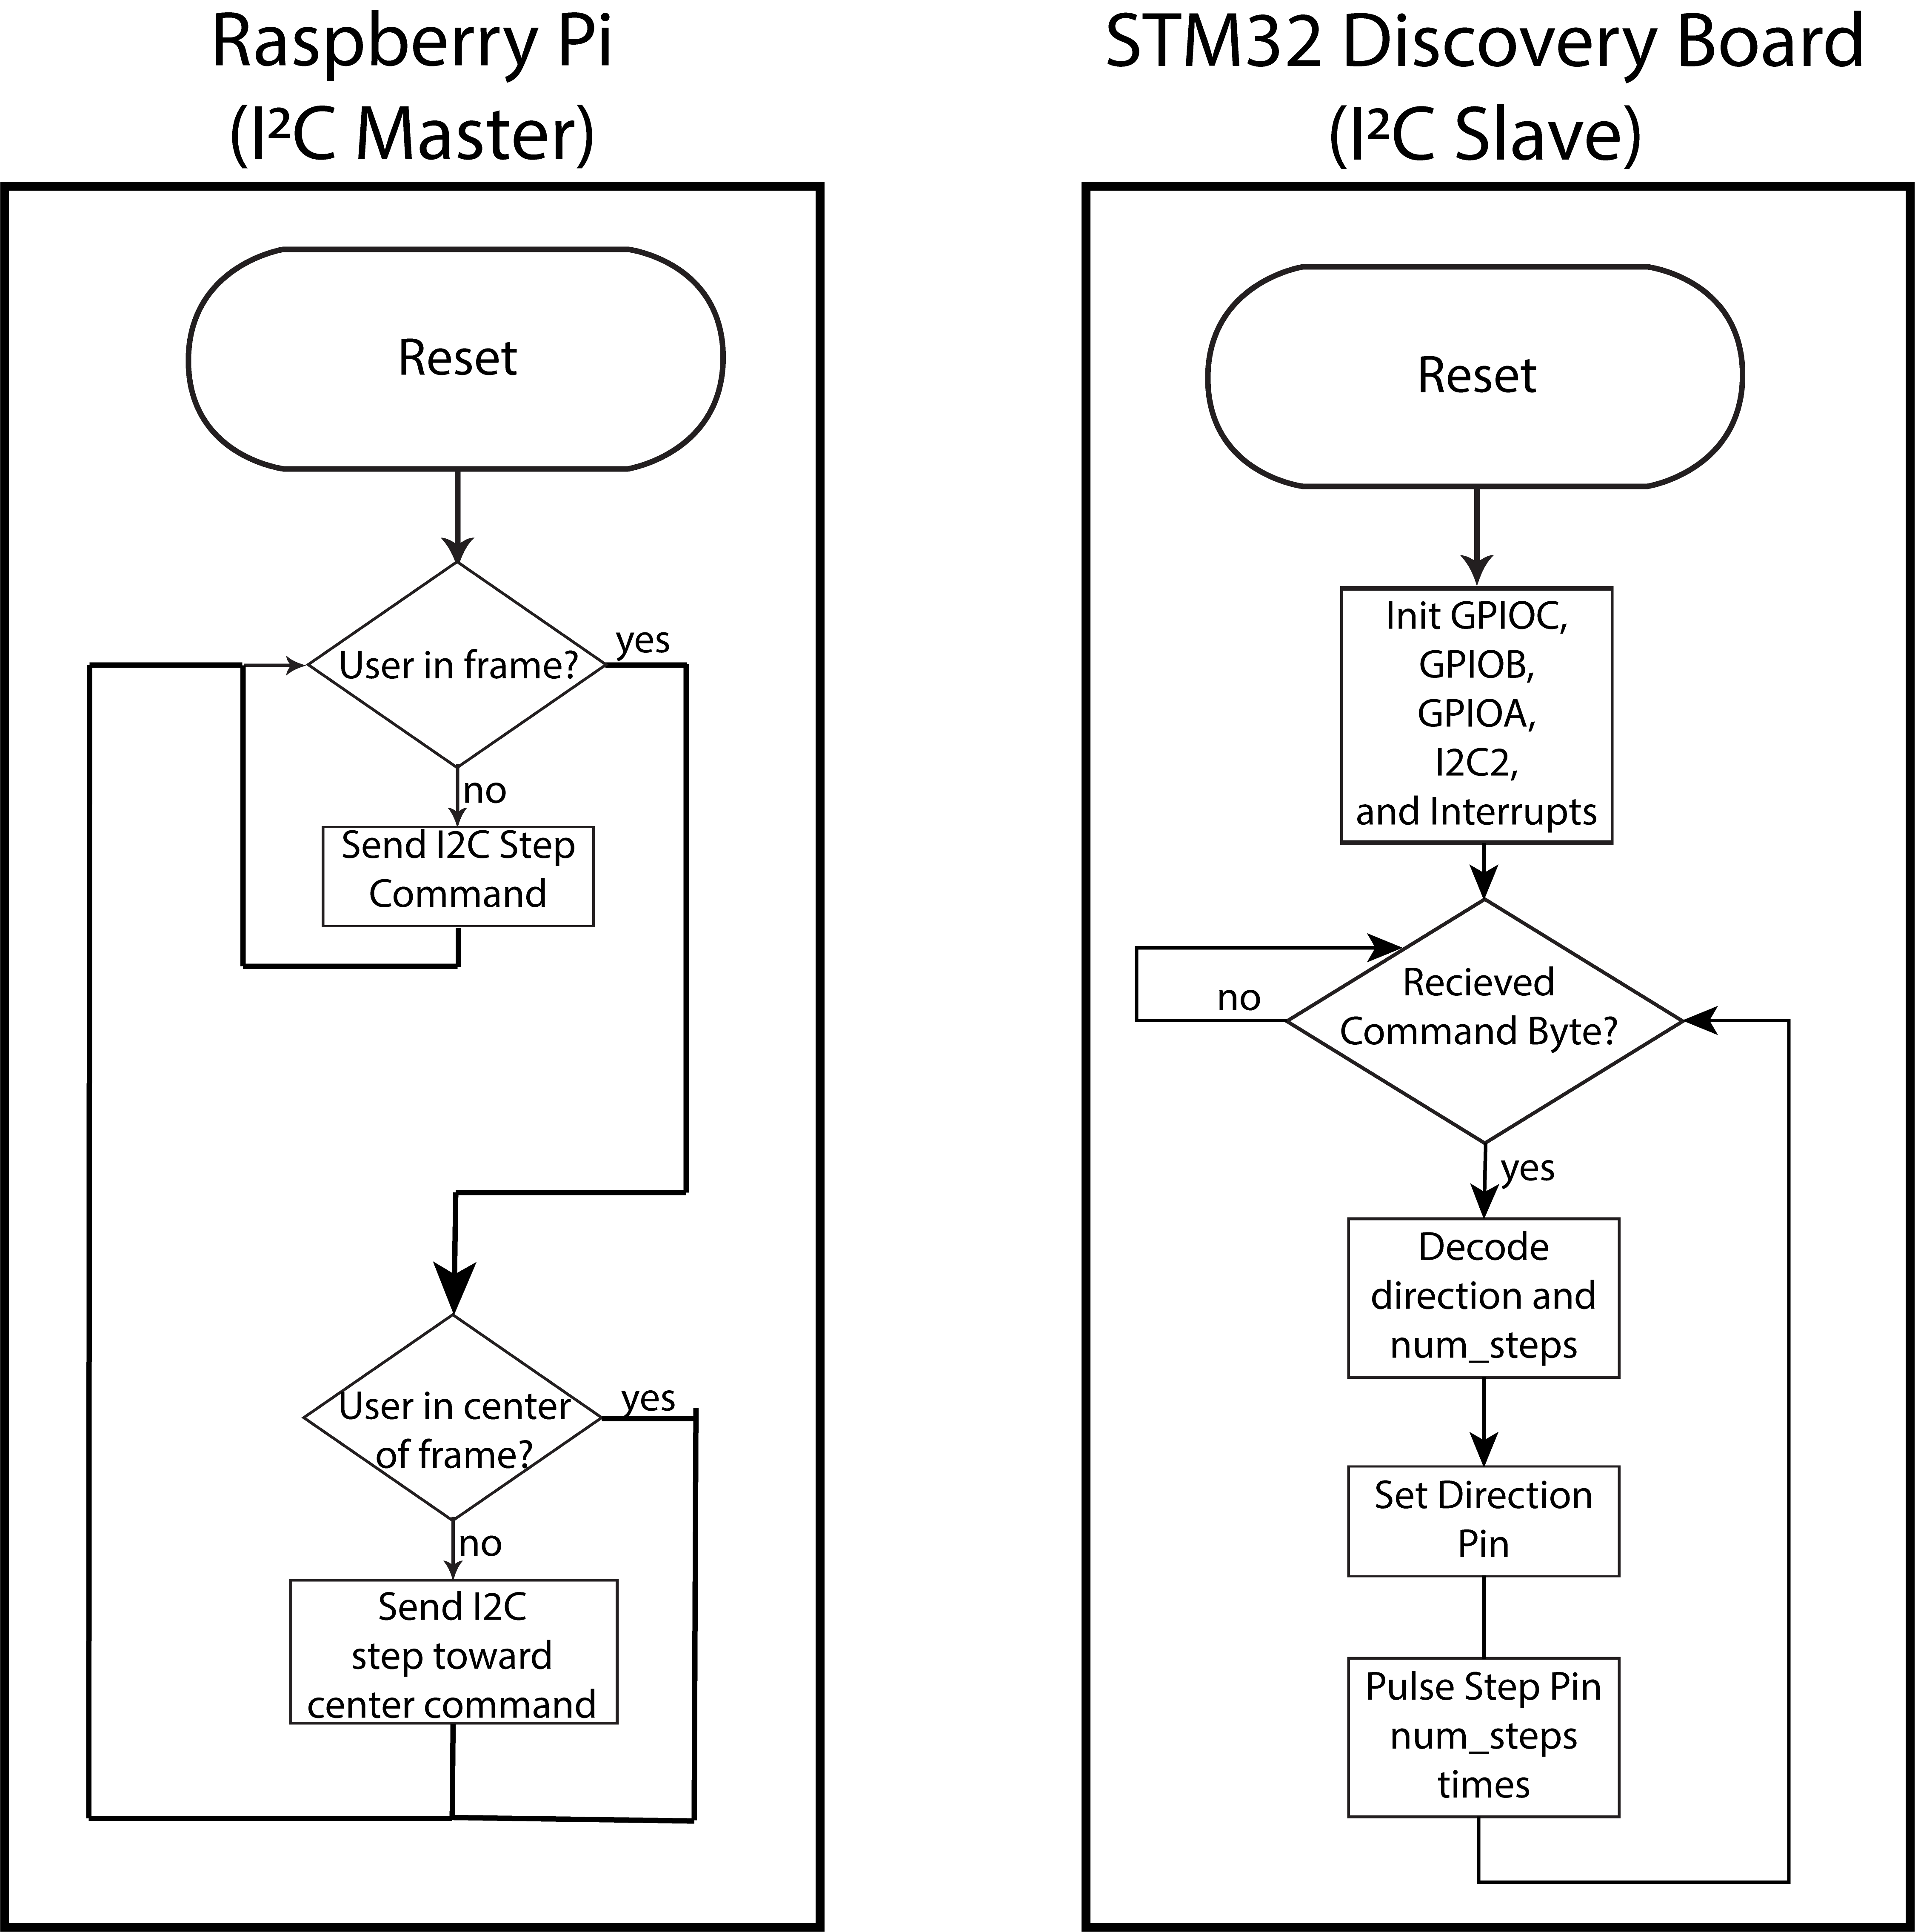 Raspberry Pi
(I²C Master)
Reset
User in frame?
yes
no
Send I2C Step
Command
User in center
of frame?
yes
no
Send I2C
step toward
center command
STM32 Discovery Board
(I²C Slave)
Reset
Init GPIOC,
GPIOB,
GPIOA,
I2C2,
and Interrupts
Recieved
Command Byte?
no
yes
Decode
direction and
num_steps
Set Direction
Pin
Pulse Step Pin
num_steps
times